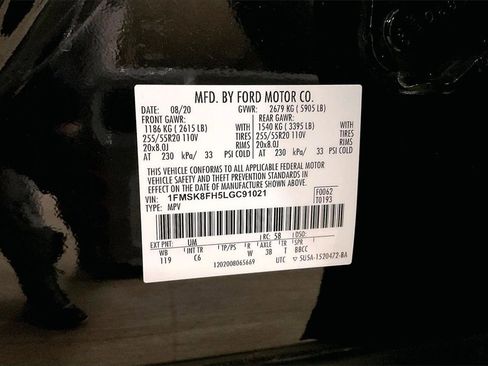 MFD. BY FORD MOTOR CO.
DATE: 08/20 GVWR: 2679 KG ( 5905 LB)
FRONT GAWR: REAR GAWR:
1186 KG ( 2615 LB) WITH 1540 KG ( 3395 LB) WITH
255/55R20 110V TIRES 255/55R20 110V TIRES
20x8.0J RIMS 20x8.0J RIMS
AT 230 kPa/ 33 PSI COLD AT 230 kPa/ 33 PSI COLD
THIS VEHICLE CONFORMS TO ALL APPLICABLE FEDERAL MOTOR
VEHICLE SAFETY AND THEFT PREVENTION STANDARDS IN
EFFECT ON THE DATE OF MANUFACTURE SHOWN ABOVE.
VIN: 1FMSK8FH5LGC91021 F0062
TYPE: MPV T0193
EXT PNT: UM RC: 58 DSO:
WB INT TR TP/PS R AXLE TR SPR
119 C6 W 3B T BBCC
1202008065669 UTC 5U5A-1520472-BA